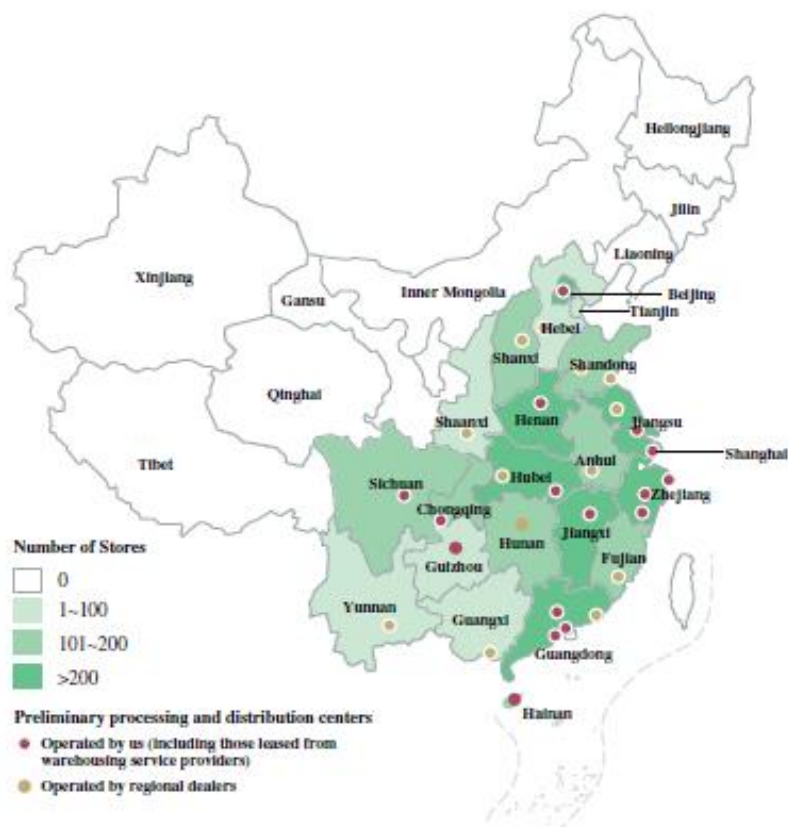 Heilongjiang
Jilin
Liaoning
Xinjiang
Gansu
Inner Mongolia
Beijing
Tianjin
Hebei
Shanxi
Shandong
Qinghai
Shaanxi
Henan
Jiangsu
Shanghai
Tibet
Anhui
Sichuan
Hubei
Zhejiang
Chongqing
Jiangxi
Hunan
Fujian
Guizhou
Yunnan
Guangxi
Guangdong
Hainan
Number of Stores
0
1~100
101~200
>200
Preliminary processing and distribution centers
Operated by us (including those leased from
warehousing service providers)
Operated by regional dealers